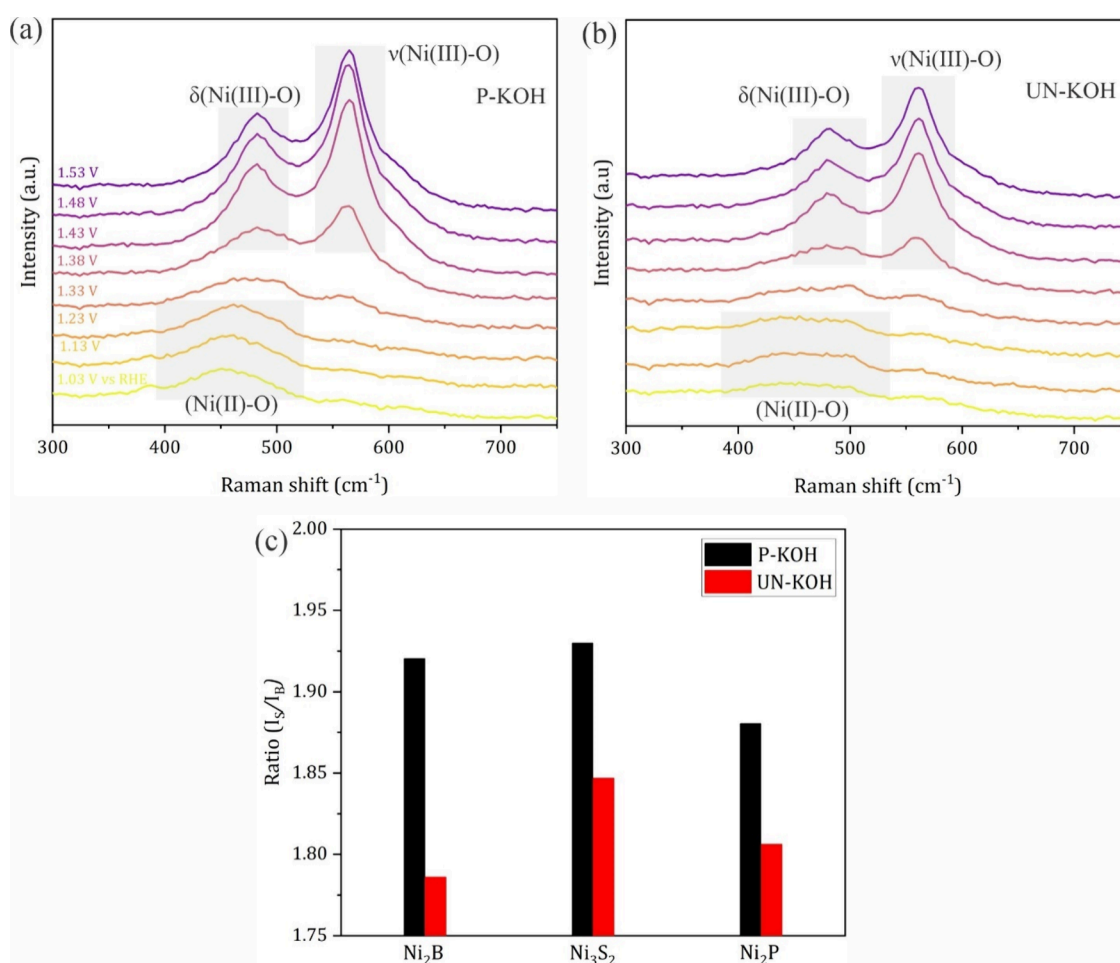 (a)
ν(Ni(III)-O)
δ(Ni(III)-O)
P-KOH
1.53 V
1.48 V
1.43 V
1.38 V
1.33 V
1.23 V
1.13 V
1.03 V vs RHE
(Ni(II)-O)
Intensity (a.u.)
300 400 500 600 700
Raman shift (cm⁻¹)
(b)
ν(Ni(III)-O)
δ(Ni(III)-O)
UN-KOH
(Ni(II)-O)
Intensity (a.u)
300 400 500 600 700
Raman shift (cm⁻¹)
(c)
2.00
1.95
1.90
1.85
1.80
1.75
Ratio (I_S/I_B)
P-KOH
UN-KOH
Ni₂B Ni₃S₂ Ni₂P